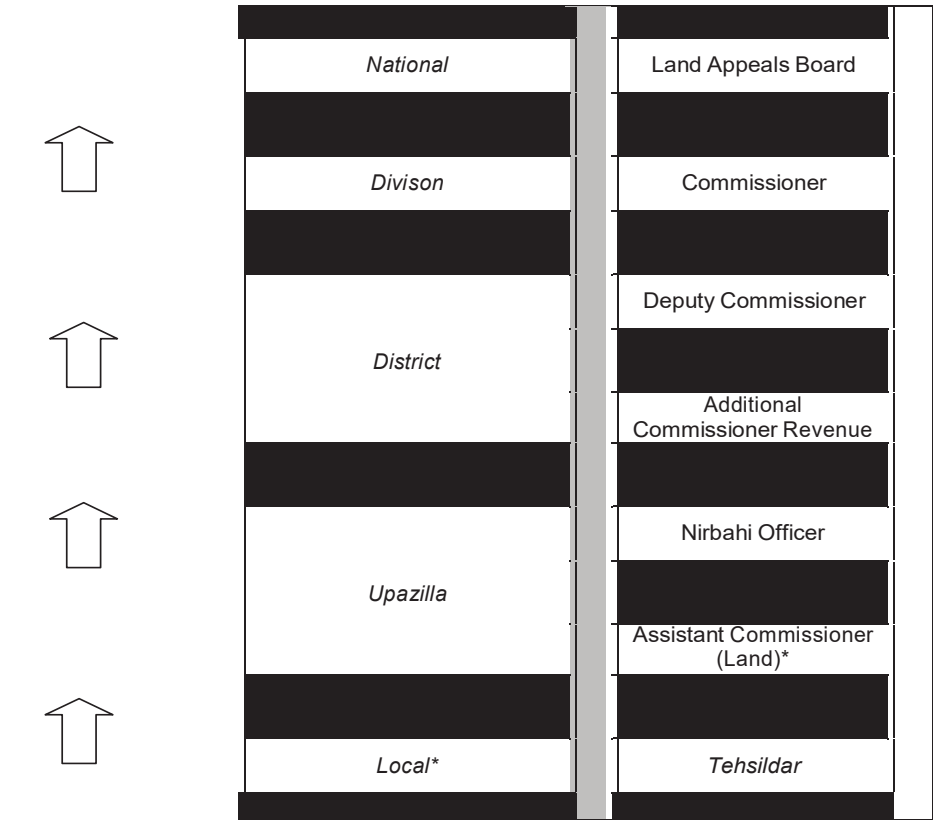 National
Land Appeals Board
Divison
Commissioner
Deputy Commissioner
District
Additional
Commissioner Revenue
Nirbahi Officer
Upazilla
Assistant Commissioner
(Land)*
Local*
Tehsildar